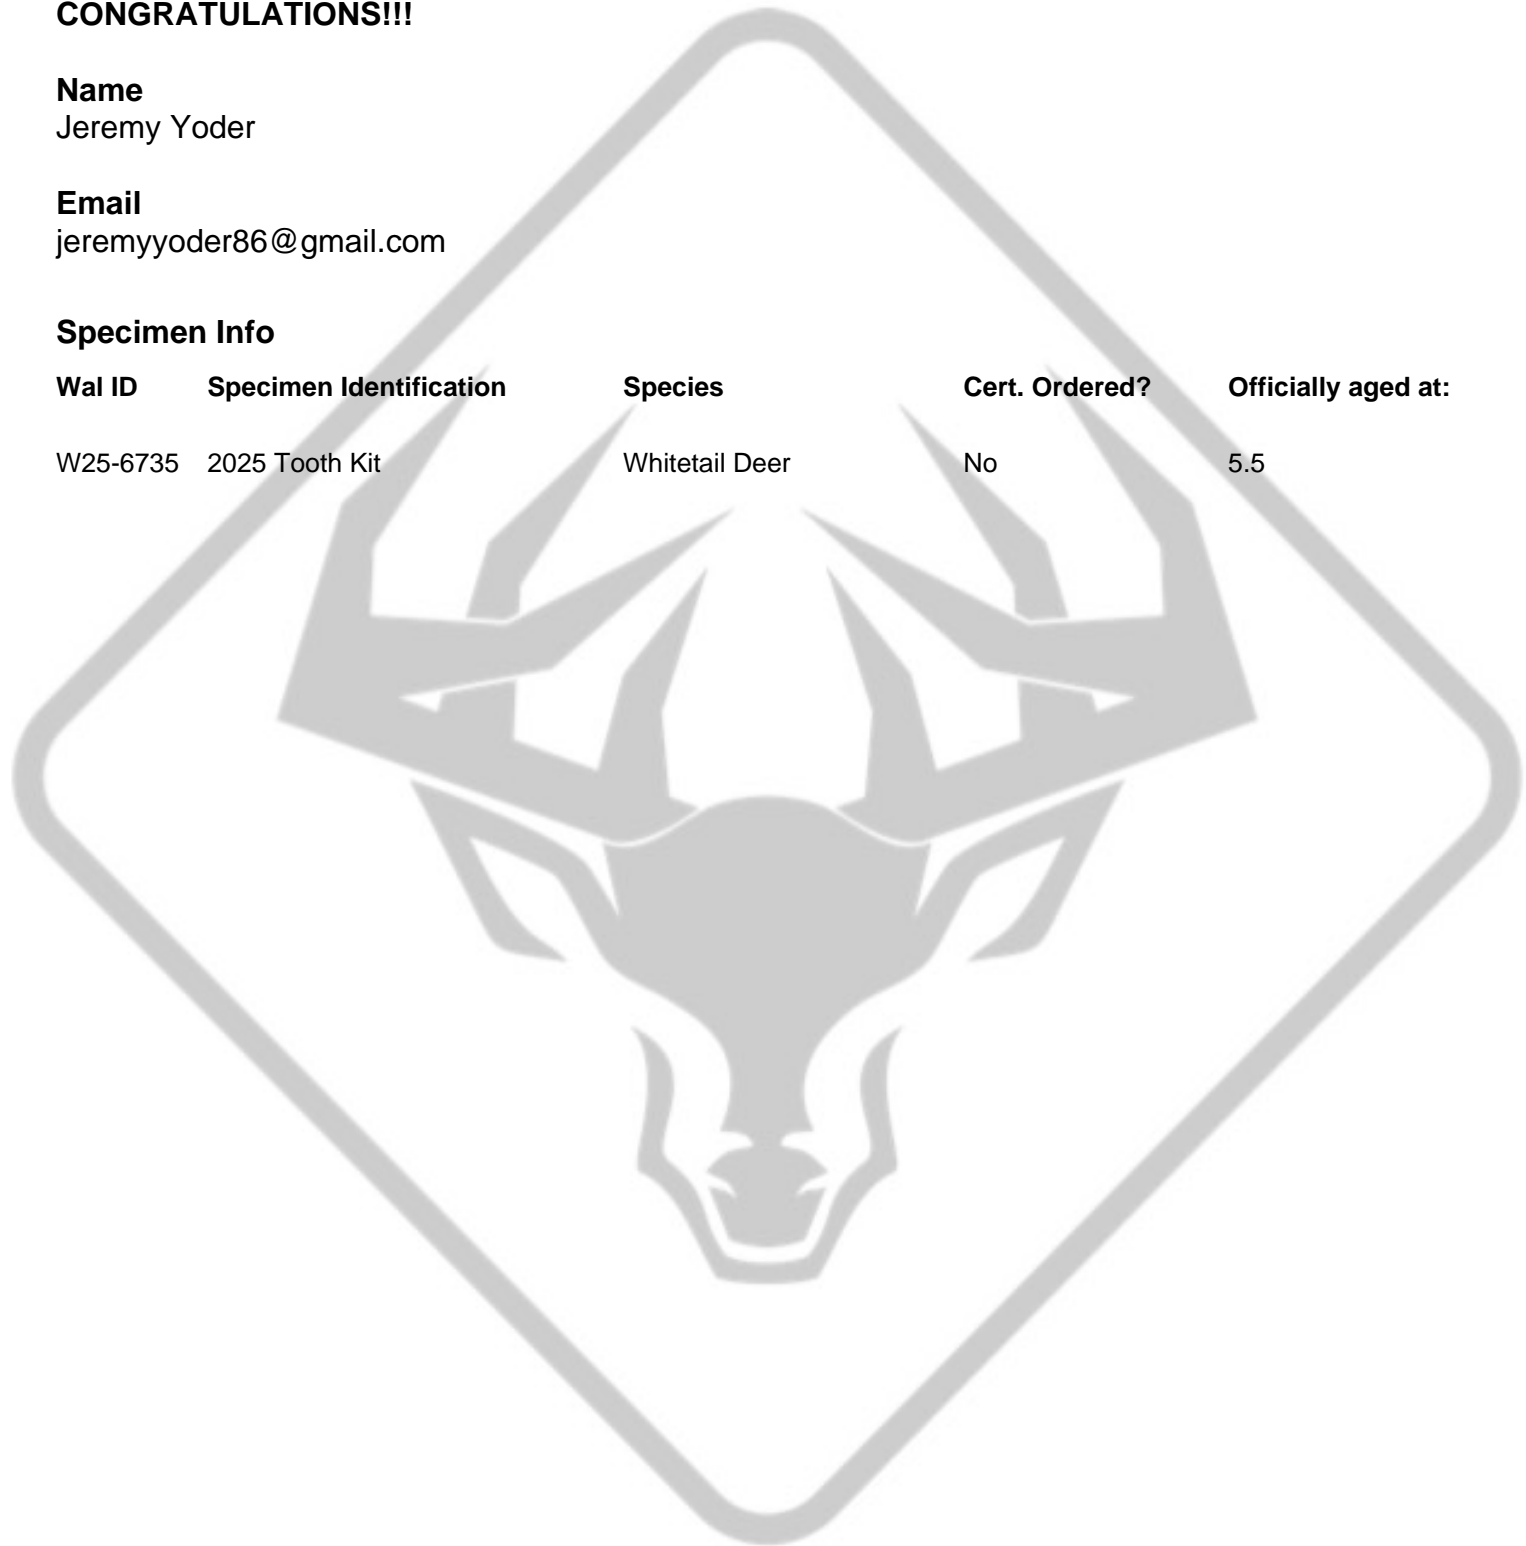 CONGRATULATIONS!!!
Name
Jeremy Yoder
Email
jeremyyoder86@gmail.com
Specimen Info
Wal ID Specimen Identification Species Cert. Ordered? Officially aged at:
W25-6735 2025 Tooth Kit Whitetail Deer No 5.5